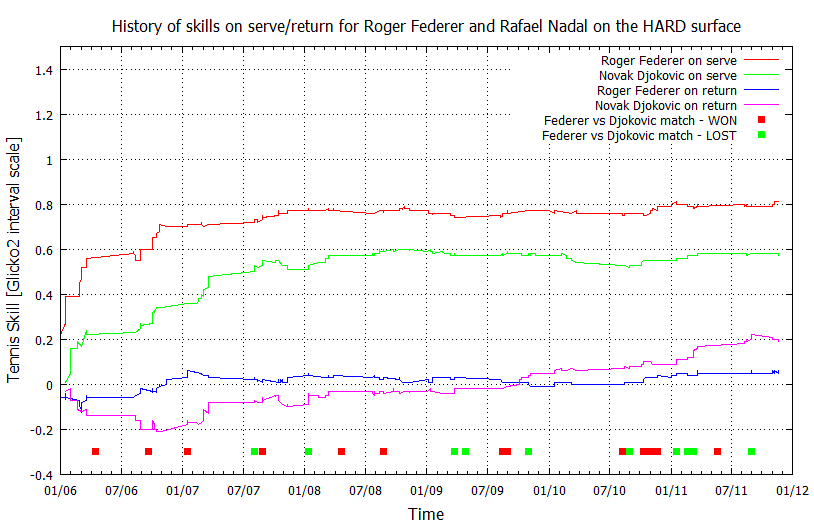 History of skills on serve/return for Roger Federer and Rafael Nadal on the HARD surface
Roger Federer on serve
Novak Djokovic on serve
Roger Federer on return
Novak Djokovic on return
Federer vs Djokovic match - WON
Federer vs Djokovic match - LOST
Tennis Skill [Glicko2 interval scale]
1.4
1.2
1
0.8
0.6
0.4
0.2
0
-0.2
-0.4
01/06 07/06 01/07 07/07 01/08 07/08 01/09 07/09 01/10 07/10 01/11 07/11 01/12
Time